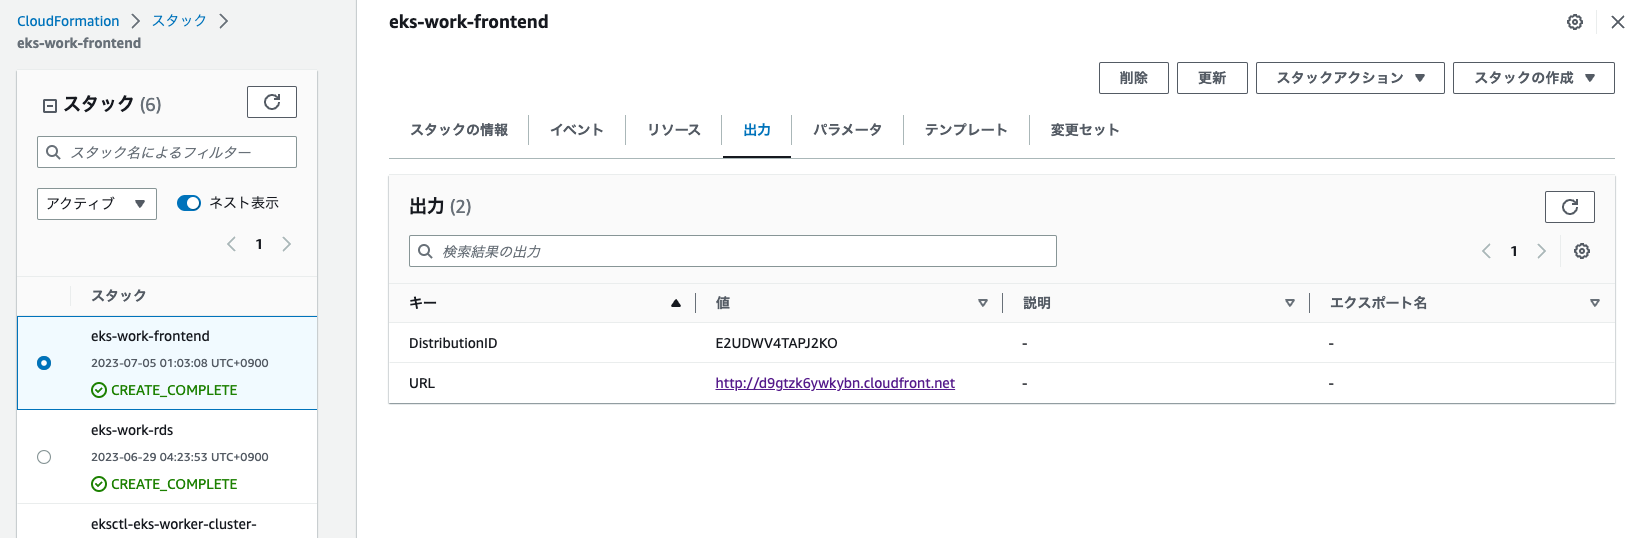 CloudFormation > スタック >
eks-work-frontend
スタック (6)
スタック名によるフィルター
アクティブ ▼ ネスト表示
< 1 >
スタック
eks-work-frontend
2023-07-05 01:03:08 UTC+0900
CREATE_COMPLETE
eks-work-rds
2023-06-29 04:23:53 UTC+0900
CREATE_COMPLETE
eksctl-eks-worker-cluster-
eks-work-frontend
削除 更新 スタックアクション ▼ スタックの作成 ▼
スタックの情報 イベント リソース 出力 パラメータ テンプレート 変更セット
出力 (2)
検索結果の出力
< 1 >
キー 値 説明 エクスポート名
DistributionID E2UDWV4TAPJ2KO - -
URL http://d9gtzk6ywkybn.cloudfront.net - -